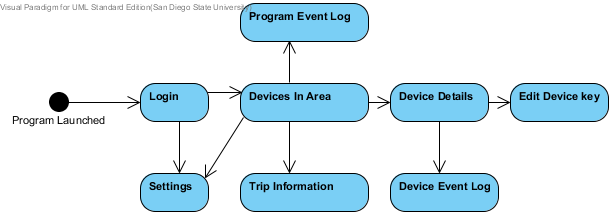 Visual Paradigm for UML Standard Edition(San Diego State University)
Program Event Log
Login
Devices In Area
Device Details
Edit Device key
Program Launched
Settings
Trip Information
Device Event Log